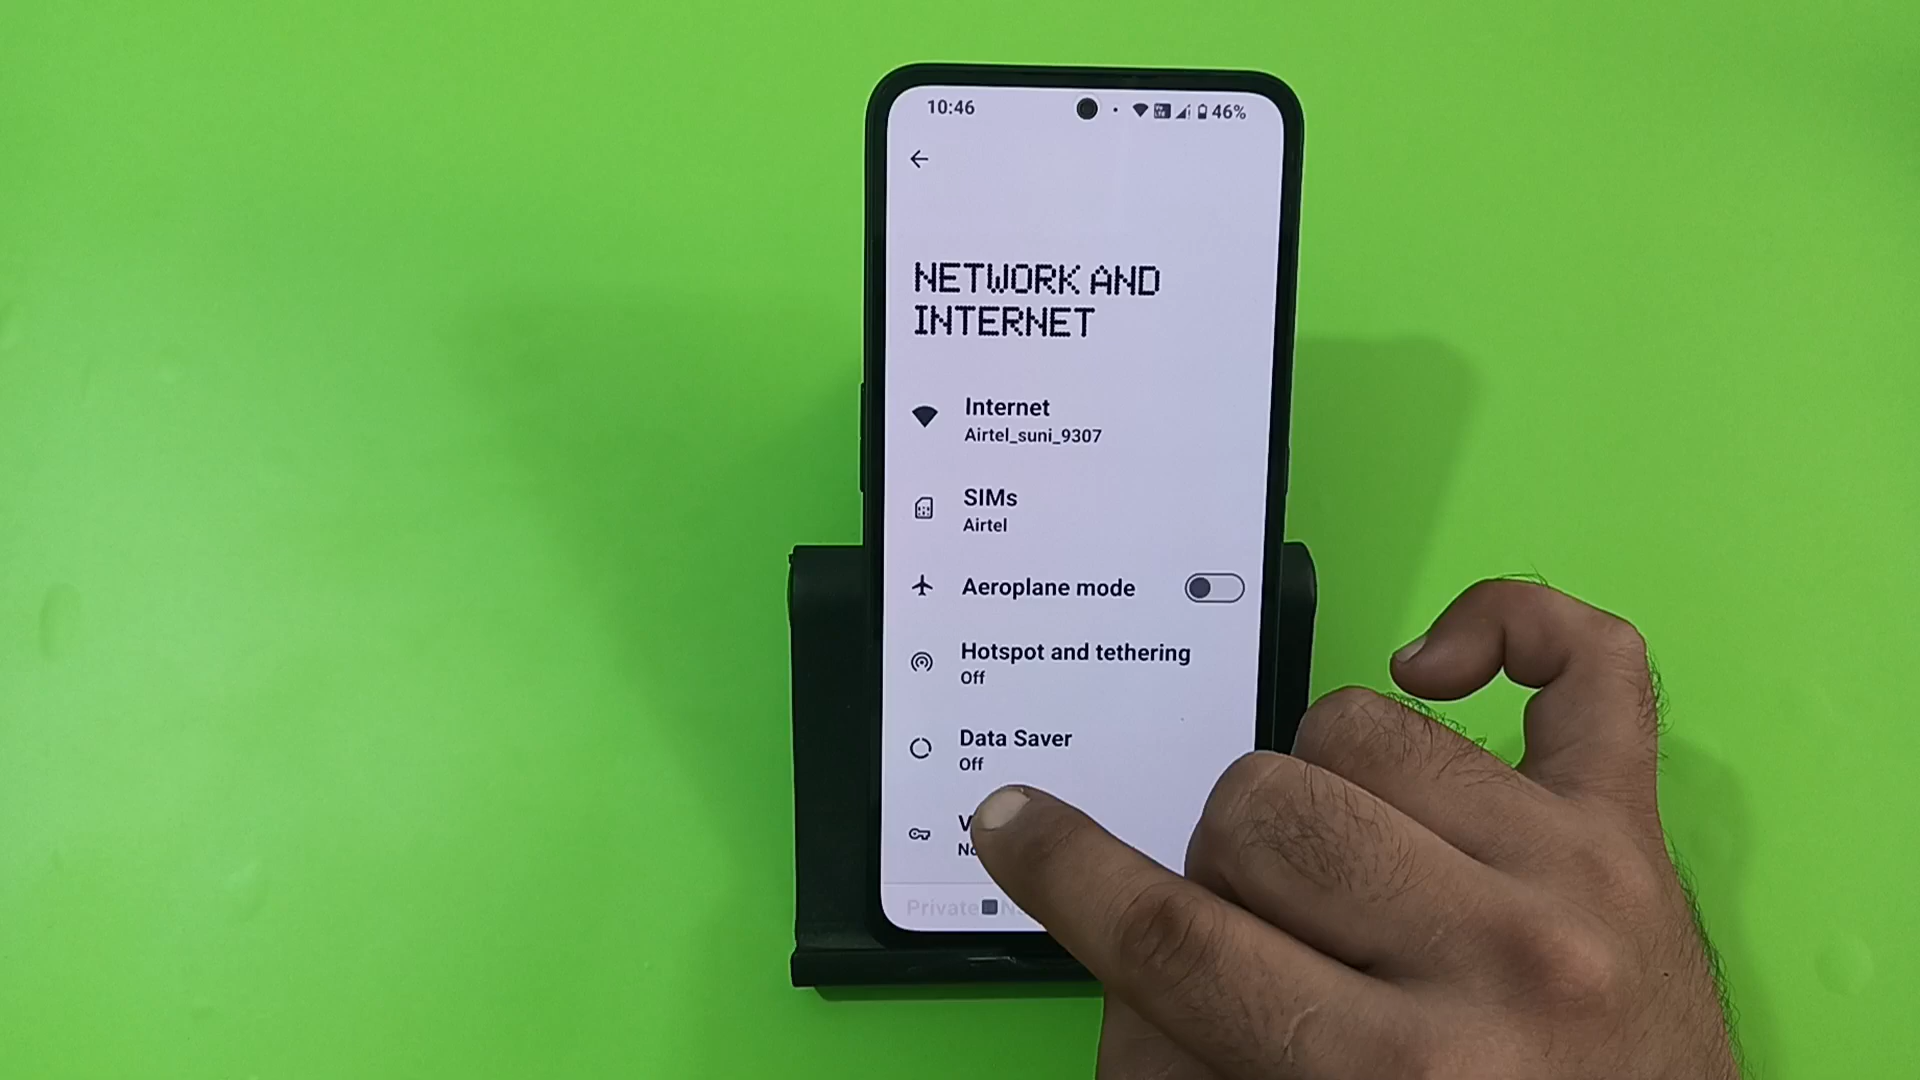 10:46
46%
NETWORK AND
INTERNET
Internet
Airtel_suni_9307
SIMs
Airtel
Aeroplane mode
Hotspot and tethering
Off
Data Saver
Off
Private